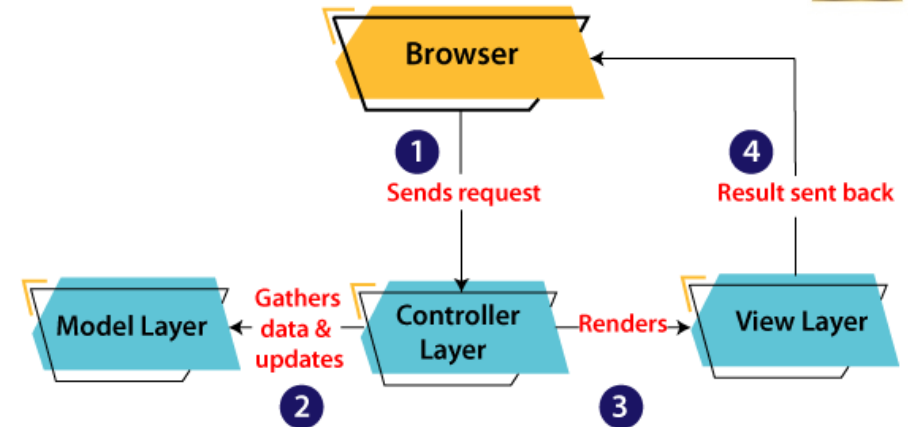 Browser
1
Sends request
4
Result sent back
Model Layer
Gathers
data &
updates
2
Controller
Layer
Renders
3
View Layer